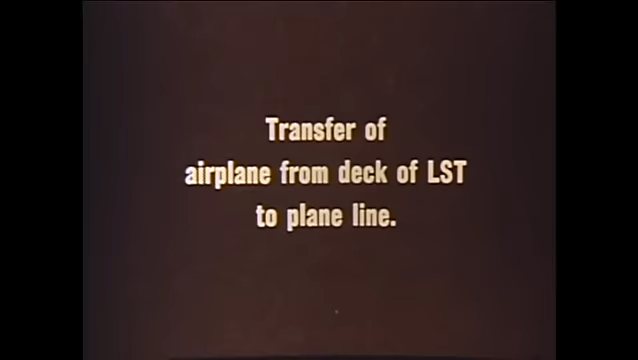 Transfer of
airplane from deck of LST
to plane line.